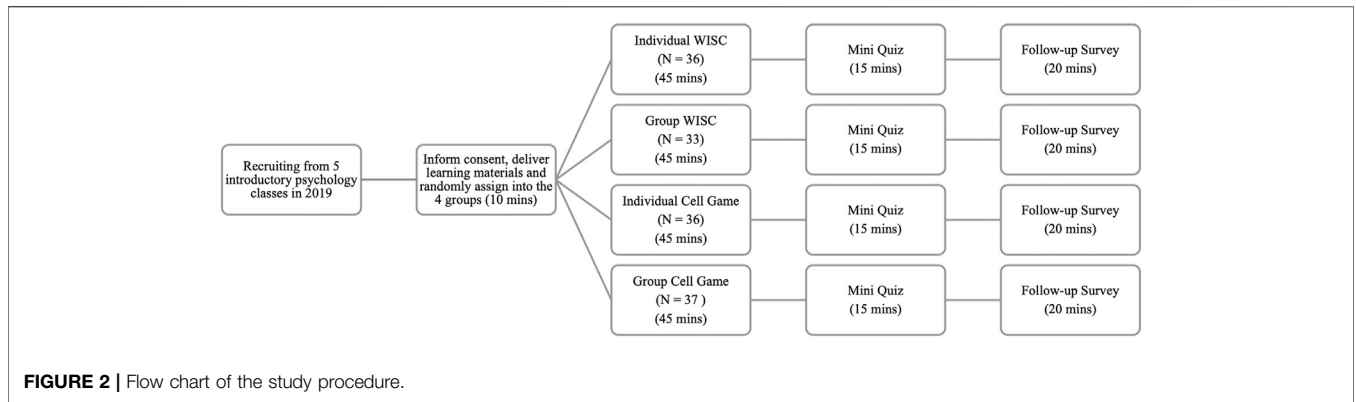 Recruiting from 5
introductory psychology
classes in 2019
Inform consent, deliver
learning materials and
randomly assign into the
4 groups (10 mins)
Individual WISC
(N = 36)
(45 mins)
Mini Quiz
(15 mins)
Follow-up Survey
(20 mins)
Group WISC
(N = 33)
(45 mins)
Mini Quiz
(15 mins)
Follow-up Survey
(20 mins)
Individual Cell Game
(N = 36)
(45 mins)
Mini Quiz
(15 mins)
Follow-up Survey
(20 mins)
Group Cell Game
(N = 37 )
(45 mins)
Mini Quiz
(15 mins)
Follow-up Survey
(20 mins)
FIGURE 2 | Flow chart of the study procedure.